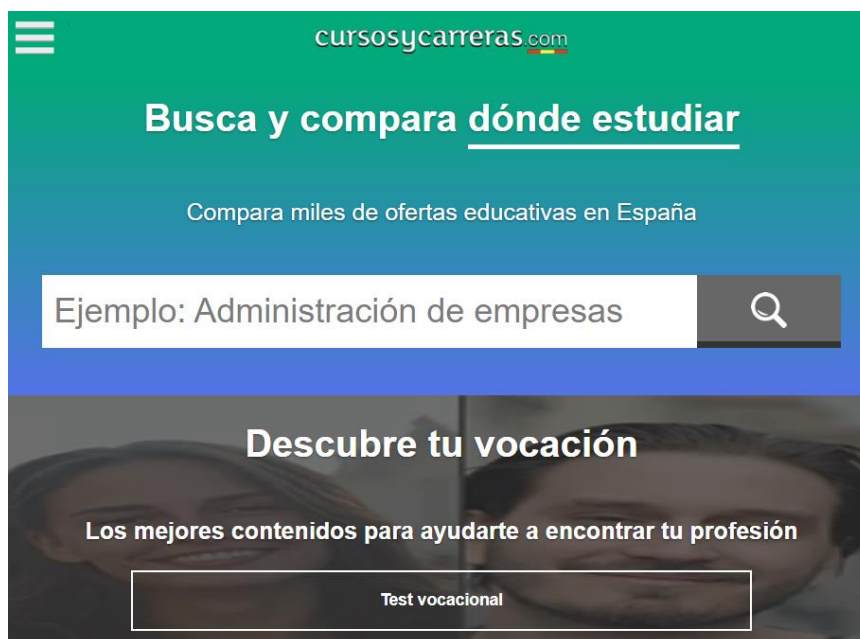 cursosycarreras.com
Busca y compara dónde estudiar
Compara miles de ofertas educativas en España
Ejemplo: Administración de empresas
Descubre tu vocación
Los mejores contenidos para ayudarte a encontrar tu profesión
Test vocacional